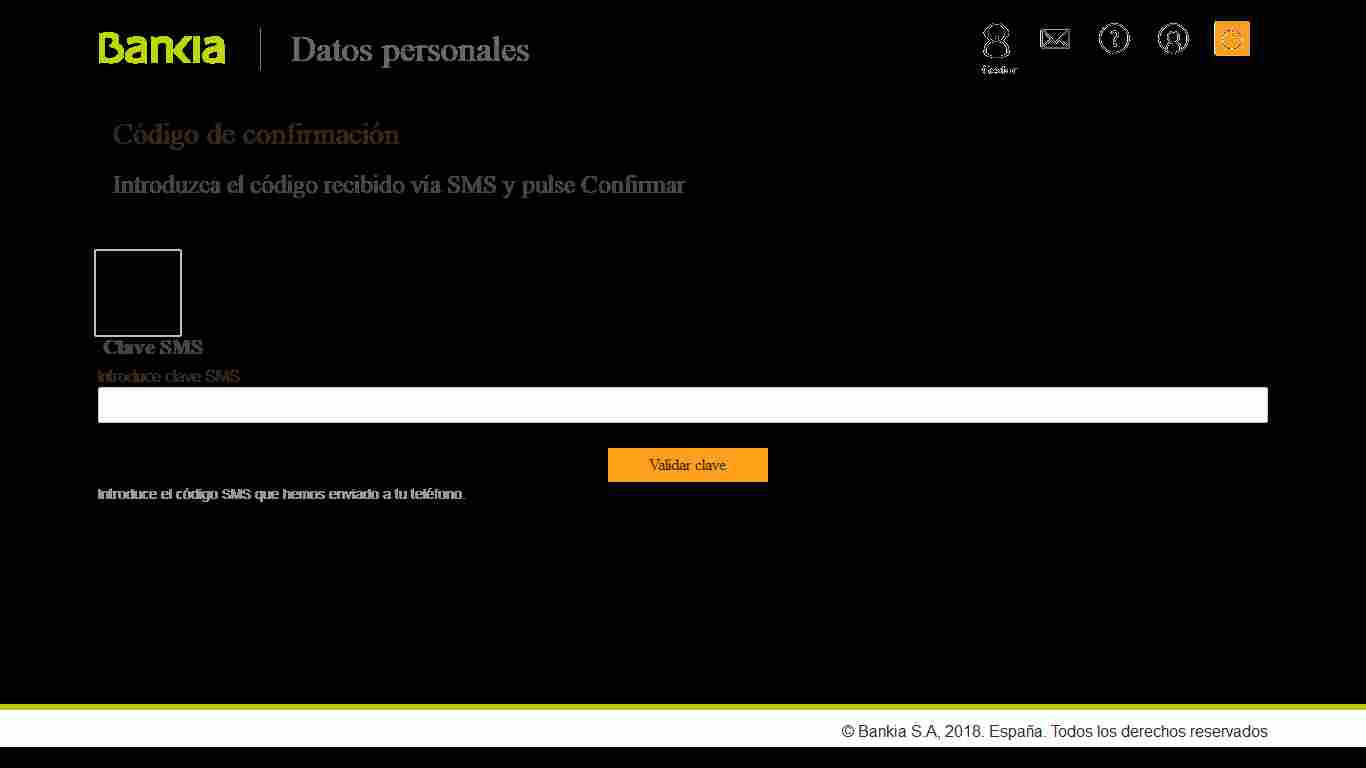 Bankia
Datos personales
Gestor
Código de confirmación
Introduzca el código recibido vía SMS y pulse Confirmar
Clave SMS
Introduce clave SMS
Validar clave
Introduce el código SMS que hemos enviado a tu teléfono.
© Bankia S.A, 2018. España. Todos los derechos reservados